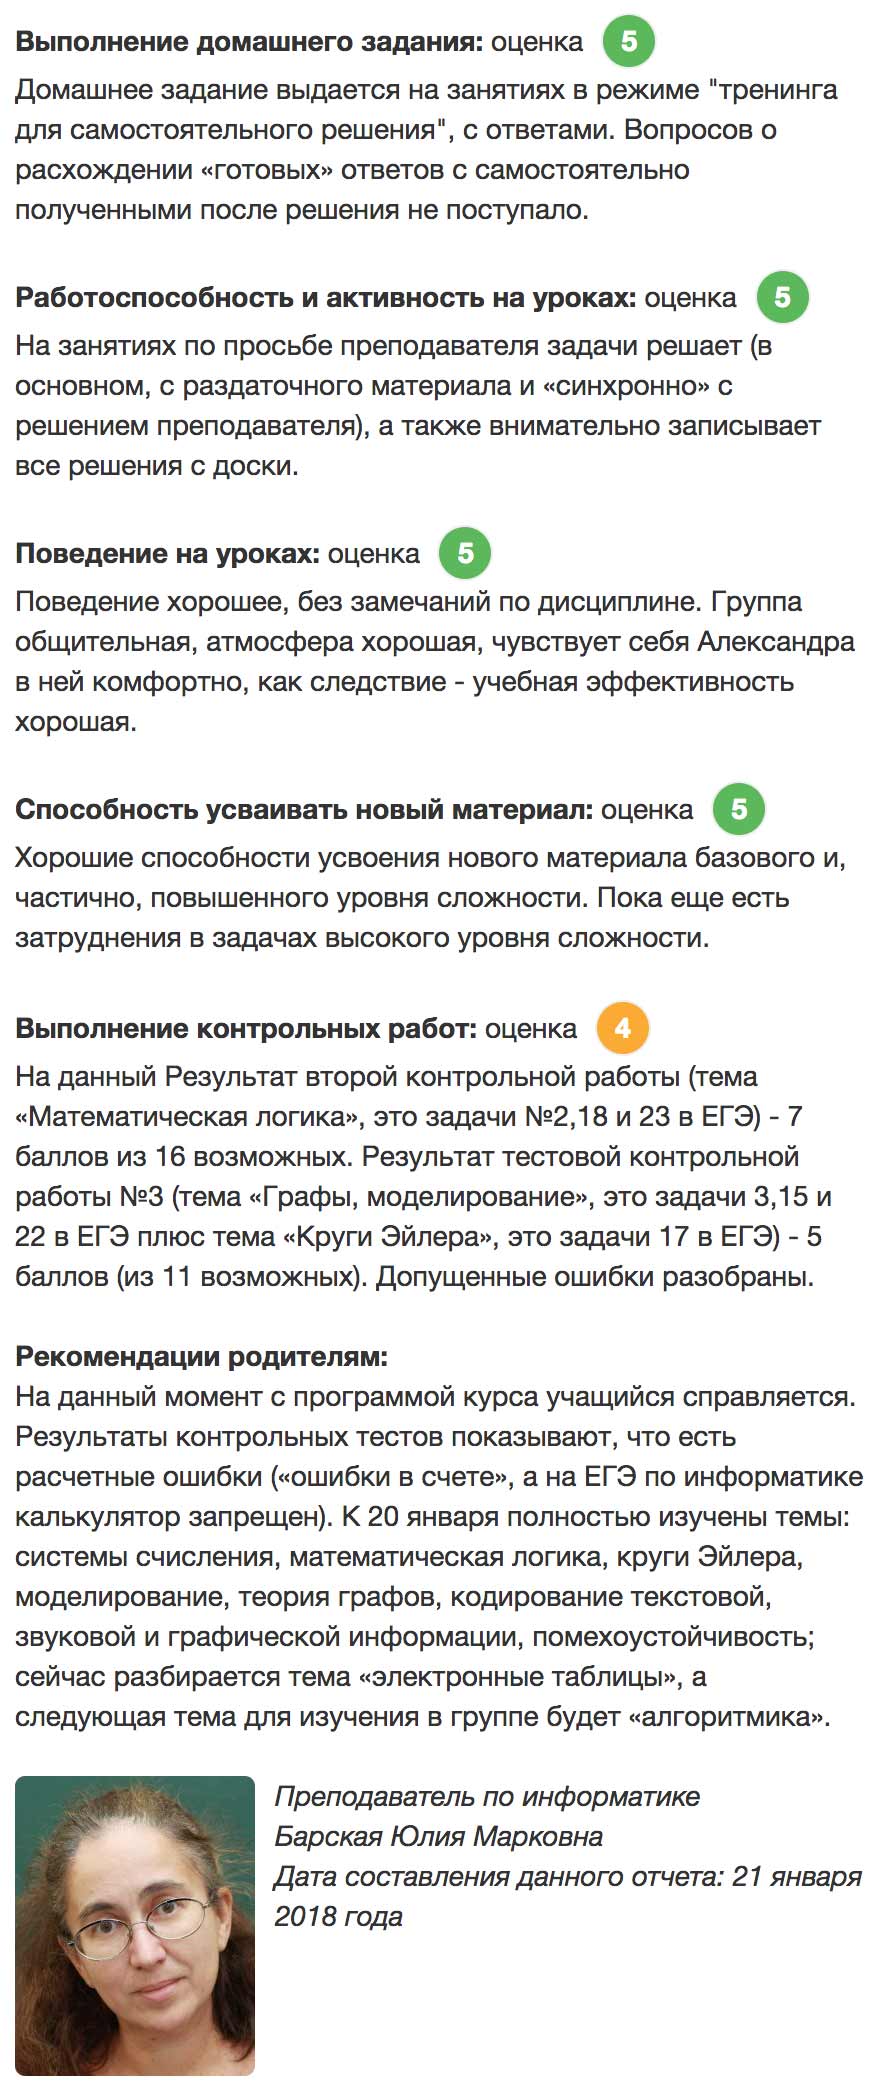 Выполнение домашнего задания: оценка 5
Домашнее задание выдается на занятиях в режиме "тренинга
для самостоятельного решения", с ответами. Вопросов о
расхождении «готовых» ответов с самостоятельно
полученными после решения не поступало.
Работоспособность и активность на уроках: оценка 5
На занятиях по просьбе преподавателя задачи решает (в
основном, с раздаточного материала и «синхронно» с
решением преподавателя), а также внимательно записывает
все решения с доски.
Поведение на уроках: оценка 5
Поведение хорошее, без замечаний по дисциплине. Группа
общительная, атмосфера хорошая, чувствует себя Александра
в ней комфортно, как следствие - учебная эффективность
хорошая.
Способность усваивать новый материал: оценка 5
Хорошие способности усвоения нового материала базового и,
частично, повышенного уровня сложности. Пока еще есть
затруднения в задачах высокого уровня сложности.
Выполнение контрольных работ: оценка 4
На данный Результат второй контрольной работы (тема
«Математическая логика», это задачи №2,18 и 23 в ЕГЭ) - 7
баллов из 16 возможных. Результат тестовой контрольной
работы №3 (тема «Графы, моделирование», это задачи 3,15 и
22 в ЕГЭ плюс тема «Круги Эйлера», это задачи 17 в ЕГЭ) - 5
баллов (из 11 возможных). Допущенные ошибки разобраны.
Рекомендации родителям:
На данный момент с программой курса учащийся справляется.
Результаты контрольных тестов показывают, что есть
расчетные ошибки («ошибки в счете», а на ЕГЭ по информатике
калькулятор запрещен). К 20 января полностью изучены темы:
системы счисления, математическая логика, круги Эйлера,
моделирование, теория графов, кодирование текстовой,
звуковой и графической информации, помехоустойчивость;
сейчас разбирается тема «электронные таблицы», а
следующая тема для изучения в группе будет «алгоритмика».
Преподаватель по информатике
Барская Юлия Марковна
Дата составления данного отчета: 21 января
2018 года